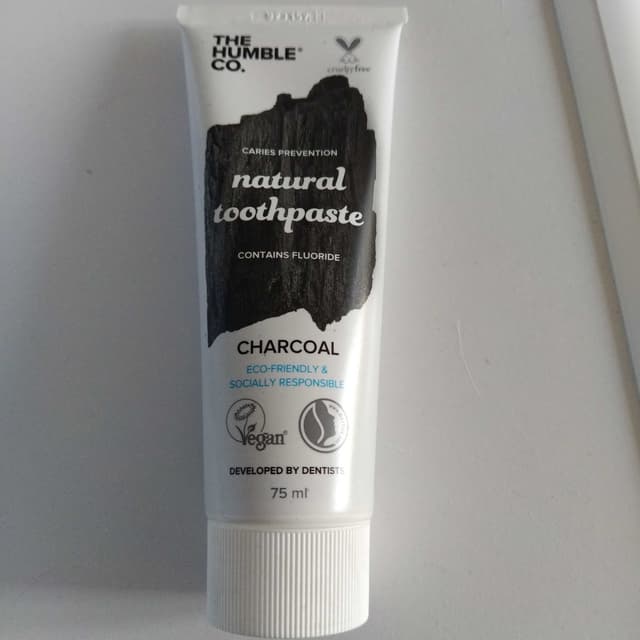 THE
HUMBLE®
CO.
crueltyfree
CARIES PREVENTION
natural
toothpaste
CONTAINS FLUORIDE
CHARCOAL
ECO-FRIENDLY &
SOCIALLY RESPONSIBLE
Vegan®
DEVELOPED BY DENTISTS
75 ml